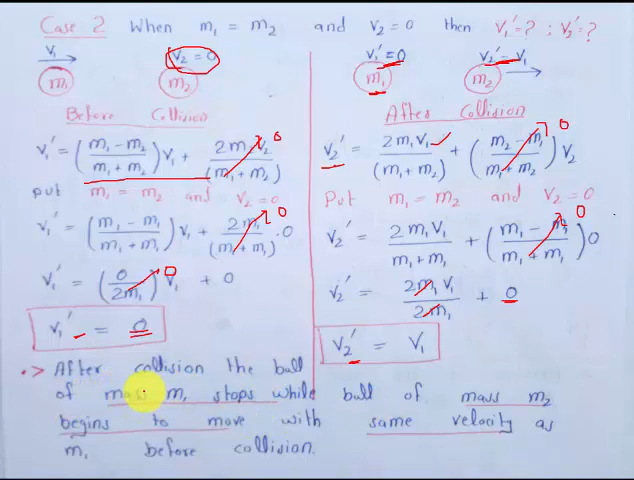 Case 2 When m₁ = m₂ and v₂ = 0 then v₁' = ? ; v₂' = ?
v₁ v₂ = 0 v₁' = 0 v₂' = v₁
m₁ m₂ m₁ m₂
Before Collision
v₁' = (m₁ - m₂ / m₁ + m₂) v₁ + 2m₂v₂ / (m₁ + m₂) 0
put m₁ = m₂ and v₂ = 0
v₁' = (m₁ - m₁ / m₁ + m₁) v₁ + 2m₁ / (m₁ + m₁) . 0 0
v₁' = (0 / 2m₁) v₁ + 0 0
v₁' = 0
After Collision
v₂' = 2m₁v₁ / (m₁ + m₂) + (m₂ - m₁ / m₁ + m₂) v₂ 0
Put m₁ = m₂ and v₂ = 0
v₂' = 2m₁v₁ / m₁ + m₁ + (m₁ - m₁ / m₁ + m₁) 0 0
v₂' = 2m₁v₁ / 2m₁ + 0
v₂' = v₁
.> After collision the ball
of mass m₁ stops while ball of mass m₂
begins to move with same velocity as
m₁ before collision.